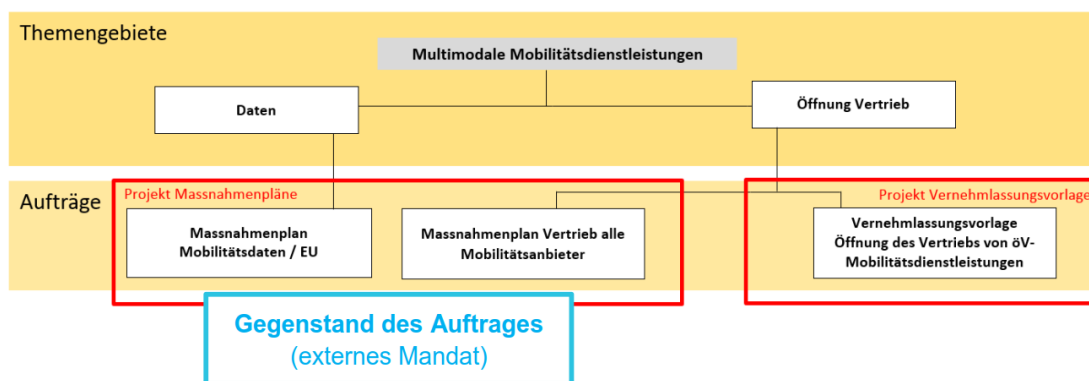 Themengebiete
Multimodale Mobilitätsdienstleistungen
Daten
Öffnung Vertrieb
Aufträge
Projekt Massnahmenpläne
Projekt Vernehmlassungsvorlage
Massnahmenplan
Mobilitätsdaten / EU
Massnahmenplan Vertrieb alle
Mobilitätsanbieter
Vernehmlassungsvorlage
Öffnung des Vertriebs von öV-
Mobilitätsdienstleistungen
Gegenstand des Auftrages
(externes Mandat)